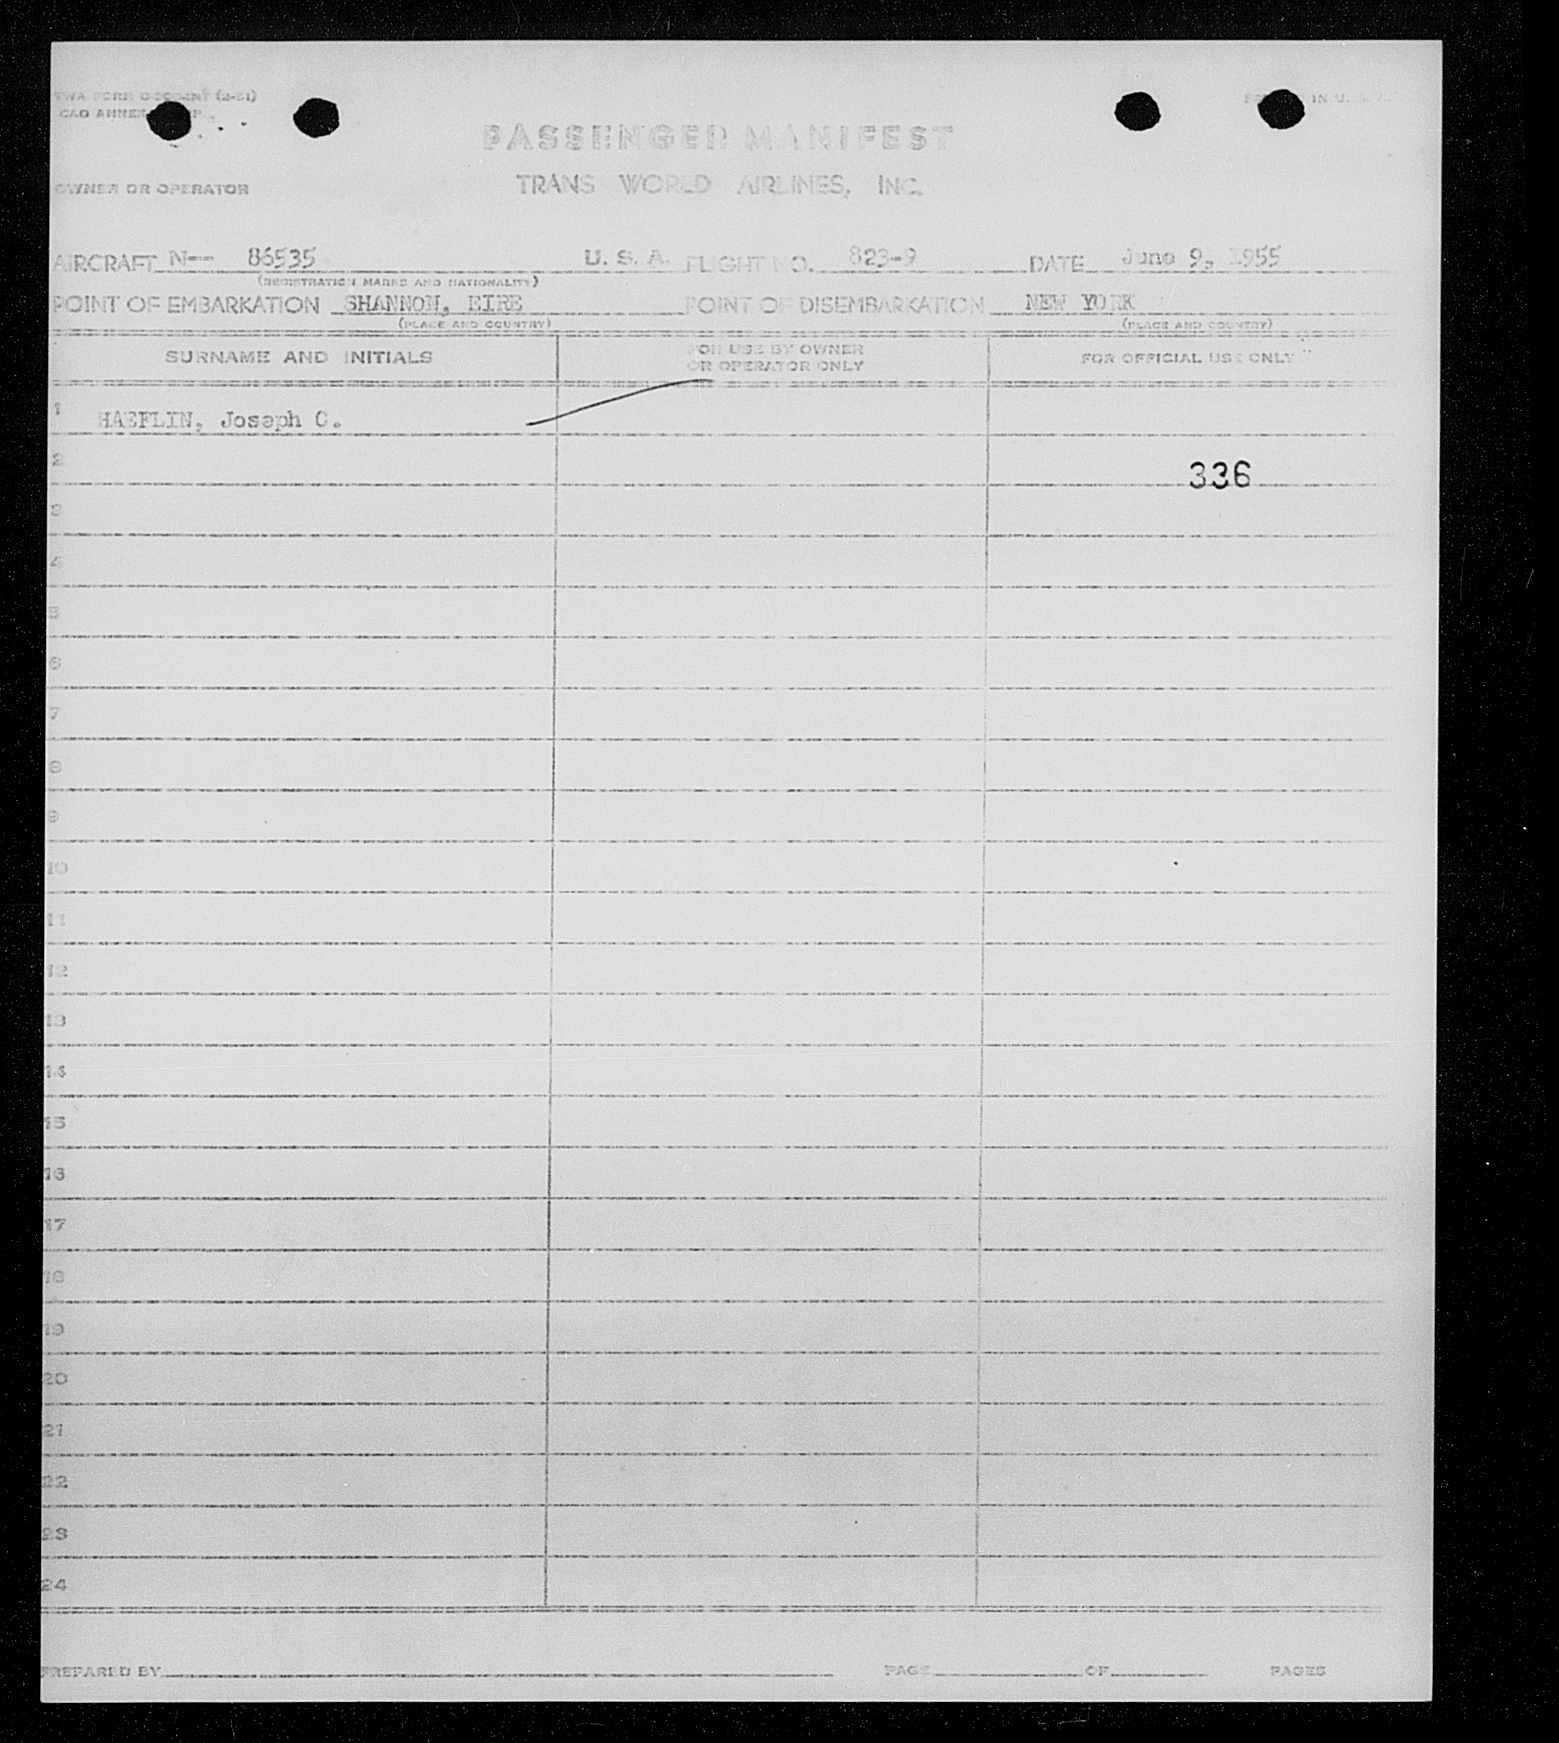 TWA FORM (2-51)
PASSENGER MANIFEST
OWNER OR OPERATOR TRANS WORLD AIRLINES, INC.
AIRCRAFT N-- 86535 U. S. A. FLIGHT NO. 823-9 DATE June 9, 1955
(REGISTRATION MARKS AND NATIONALITY)
POINT OF EMBARKATION SHANNON, EIRE POINT OF DISEMBARKATION NEW YORK
(PLACE AND COUNTRY) (PLACE AND COUNTRY)
SURNAME AND INITIALS FOR USE BY OWNER OR OPERATOR ONLY FOR OFFICIAL USE ONLY
1 HAEFLIN, Joseph C.
2 336
3
4
5
6
7
8
9
10
11
12
13
14
15
16
17
18
19
20
21
22
23
24
PREPARED BY PAGE OF PAGES